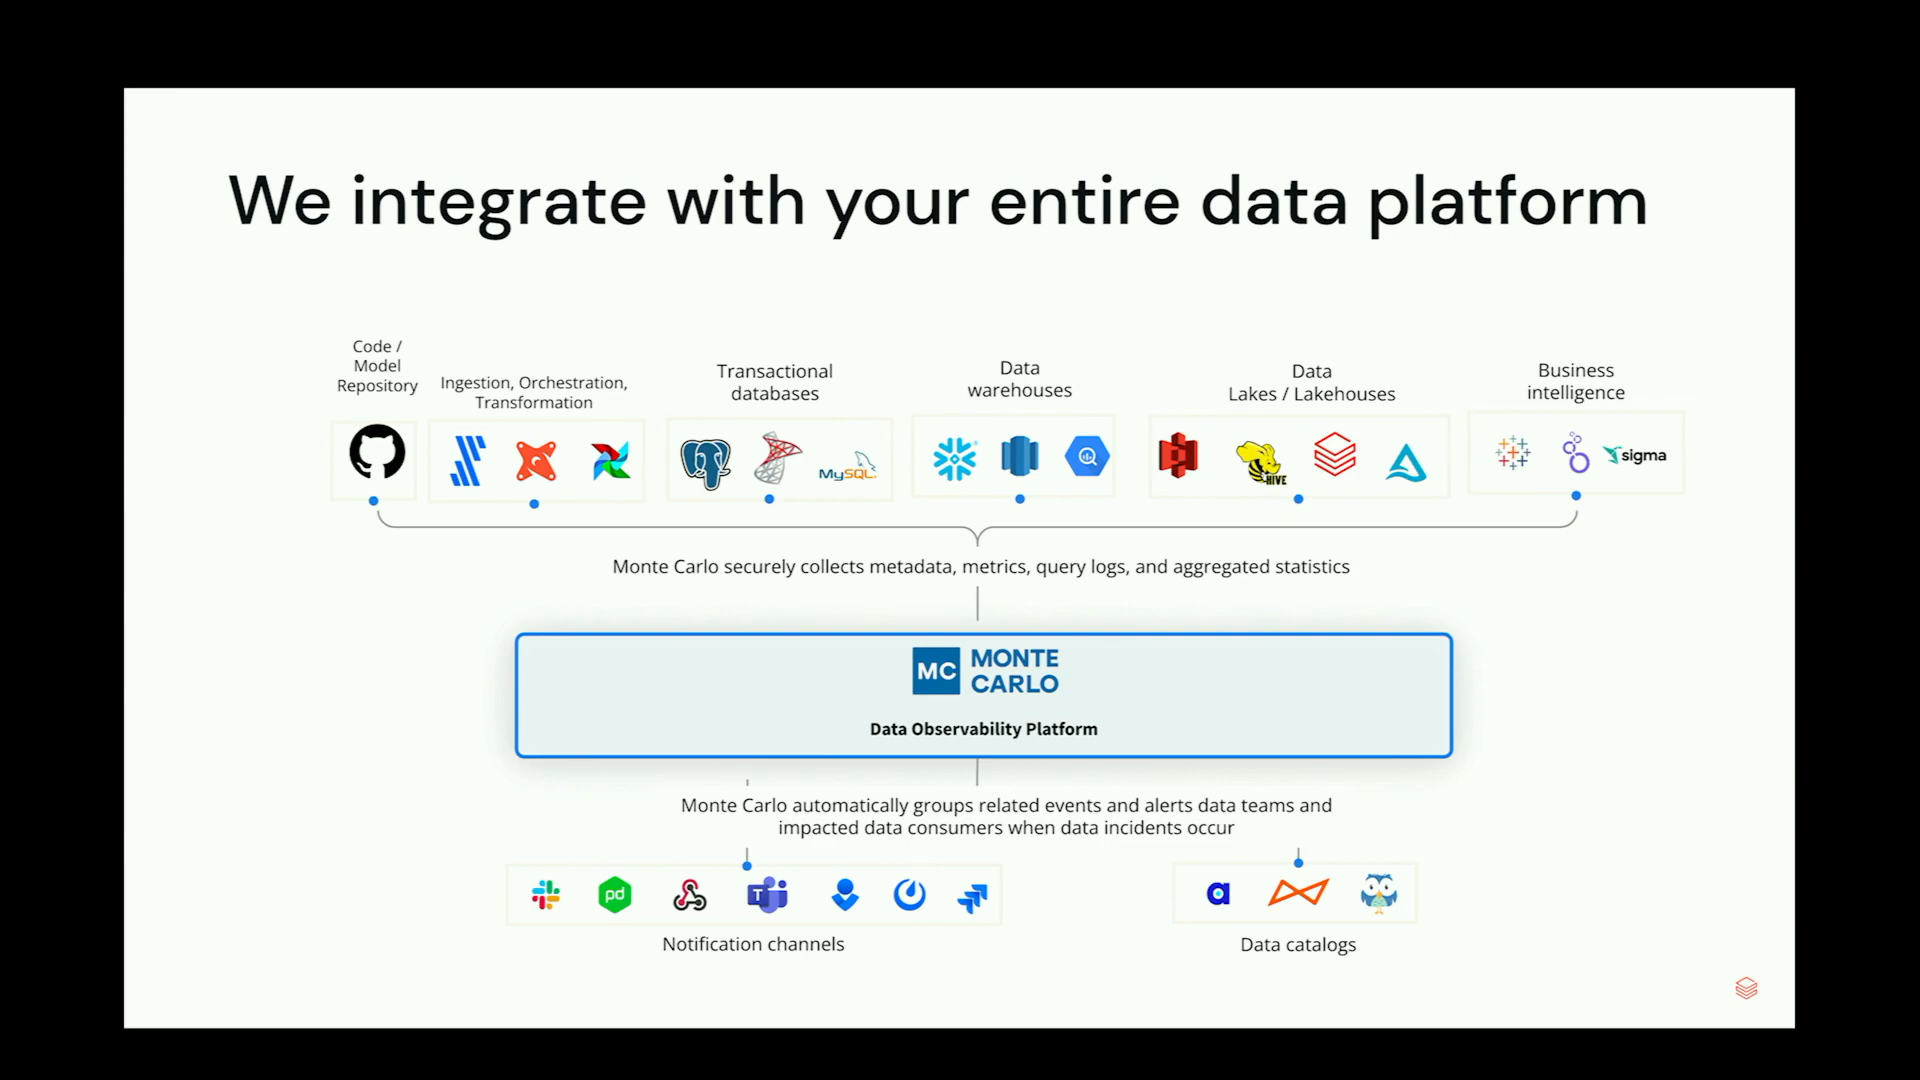 We integrate with your entire data platform
Code /
Model
Repository
Ingestion, Orchestration,
Transformation
Transactional
databases
Data
warehouses
Data
Lakes / Lakehouses
Business
intelligence
MySQL
HIVE
sigma
Monte Carlo securely collects metadata, metrics, query logs, and aggregated statistics
MC MONTE
CARLO
Data Observability Platform
Monte Carlo automatically groups related events and alerts data teams and
impacted data consumers when data incidents occur
pd
T
a
Notification channels
Data catalogs